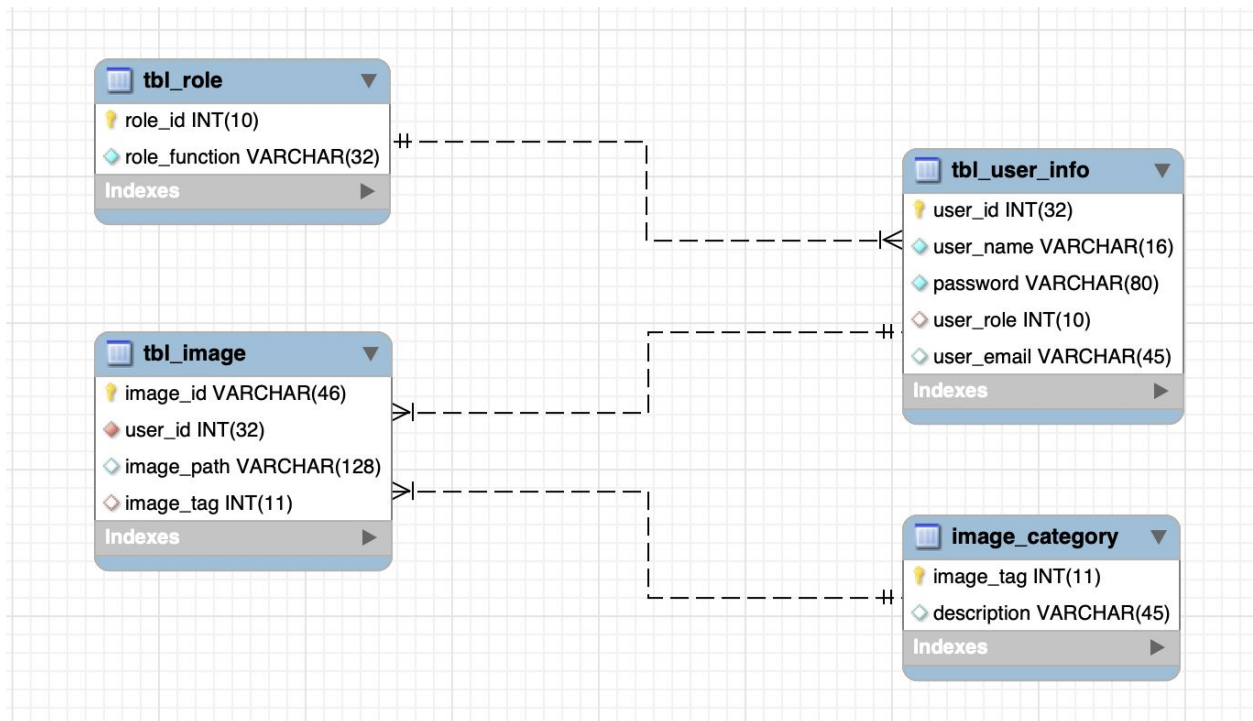 tbl_role
role_id INT(10)
role_function VARCHAR(32)
Indexes
tbl_user_info
user_id INT(32)
user_name VARCHAR(16)
password VARCHAR(80)
user_role INT(10)
user_email VARCHAR(45)
Indexes
tbl_image
image_id VARCHAR(46)
user_id INT(32)
image_path VARCHAR(128)
image_tag INT(11)
Indexes
image_category
image_tag INT(11)
description VARCHAR(45)
Indexes